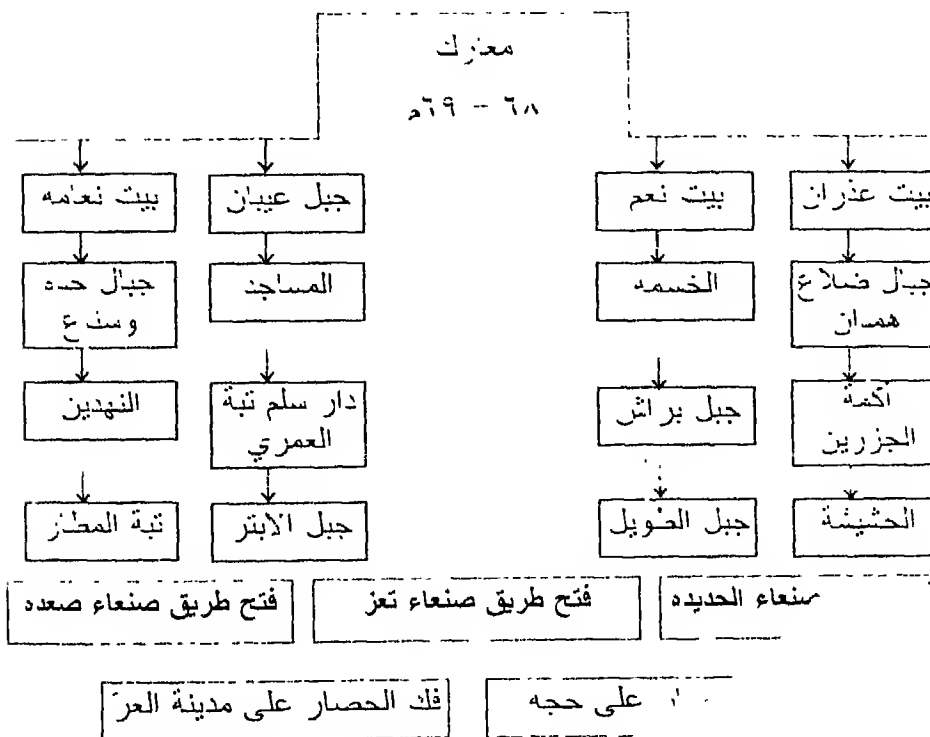 معارك
٦٨ - ٦٩م
بيت عذران
بيت نعم
جبل عيبان
بيت نعامه
جبال ضلاع
همدان
الخسمه
المساجد
جبال حده
وسنع
أكمة
الجزرين
جبل براش
دار سلم تبة
العمري
النهدين
الحشيشة
جبل الطويل
جبل الابتر
تبة المطار
صنعاء الحديده
فتح طريق صنعاء تعز
فتح طريق صنعاء صعده
على حجه
فك الحصار على مدينة العز